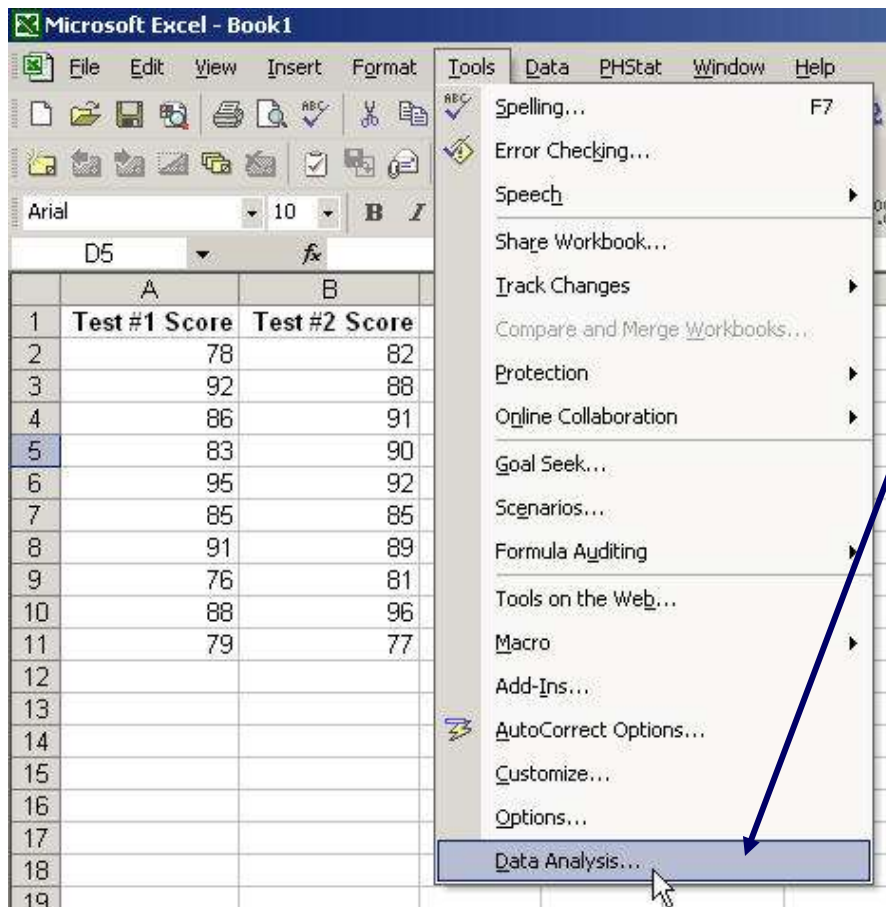 Microsoft Excel - Book1
File Edit View Insert Format Tools Data PHStat Window Help
ABC
Arial 10 B I
D5 fx
Spelling... F7
Error Checking...
Speech
Share Workbook...
Track Changes
Compare and Merge Workbooks...
Protection
Online Collaboration
Goal Seek...
Scenarios...
Formula Auditing
Tools on the Web...
Macro
Add-Ins...
AutoCorrect Options...
Customize...
Options...
Data Analysis...
A B
1 Test #1 Score Test #2 Score
2 78 82
3 92 88
4 86 91
5 83 90
6 95 92
7 85 85
8 91 89
9 76 81
10 88 96
11 79 77
12
13
14
15
16
17
18
19